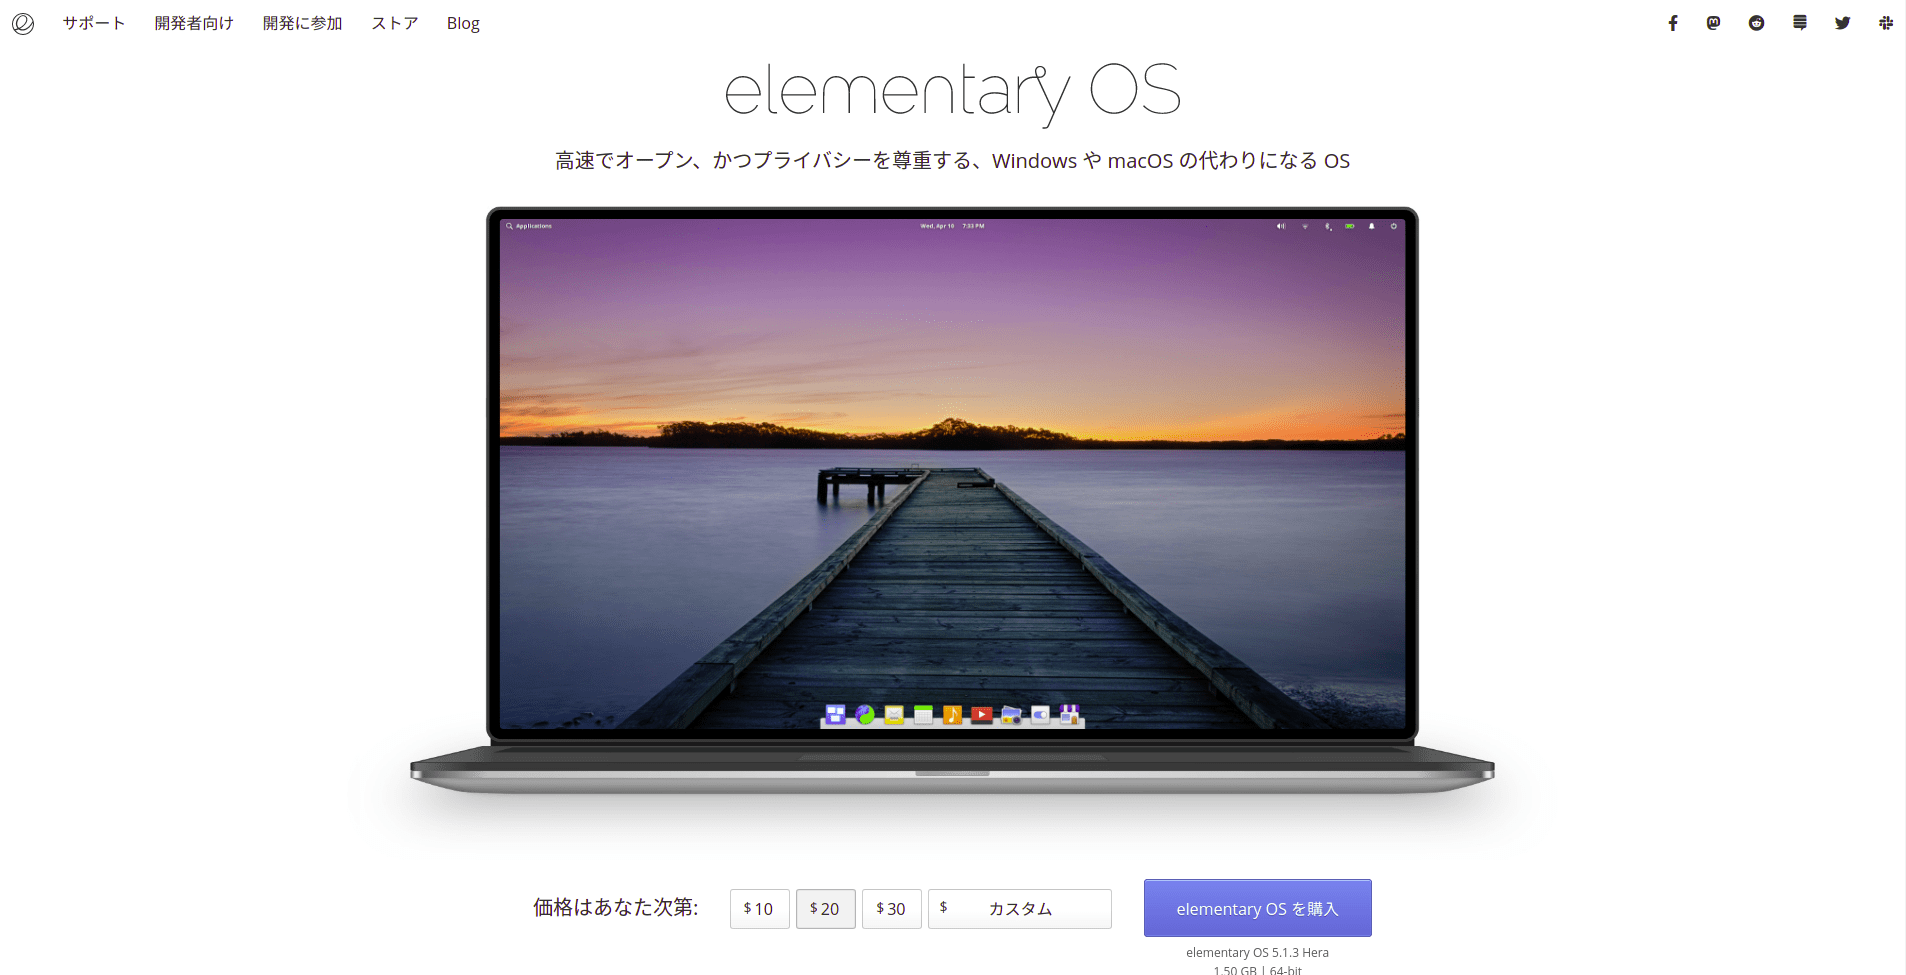 サポート 開発者向け 開発に参加 ストア Blog
elementary OS
高速でオープン、かつプライバシーを尊重する、Windows や macOS の代わりになる OS
Applications Wed, Apr 10 7:33 PM
価格はあなた次第: $ 10 $ 20 $ 30 $ カスタム elementary OS を購入
elementary OS 5.1.3 Hera
1.50 GB | 64-bit